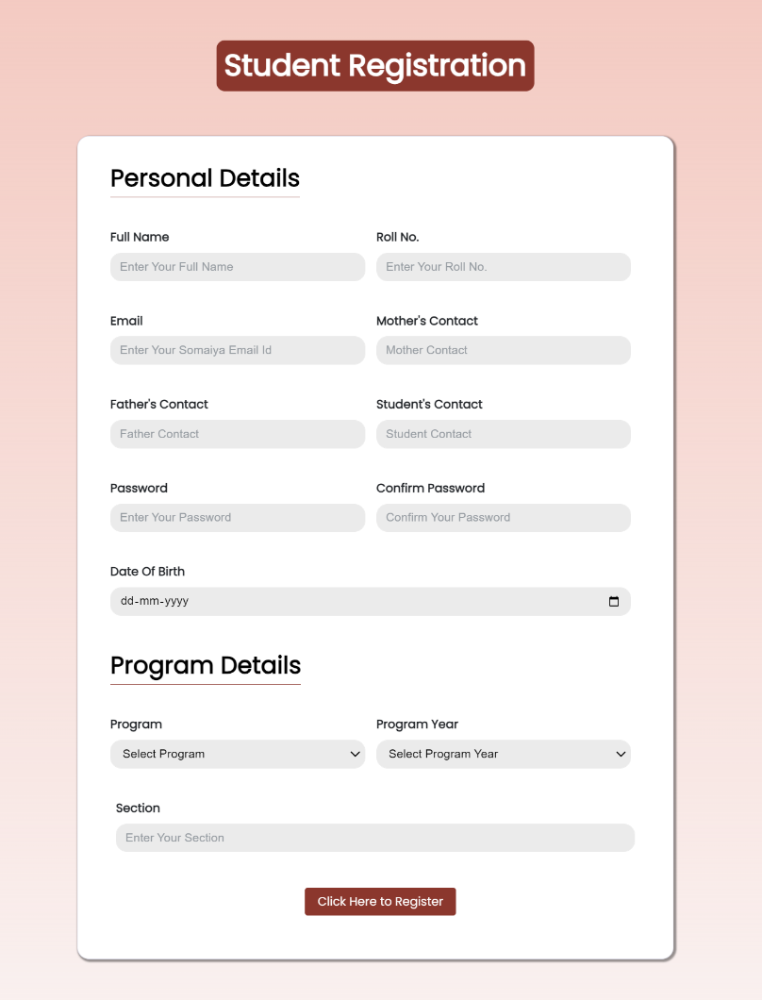 Student Registration
Personal Details
Full Name
Roll No.
Enter Your Full Name
Enter Your Roll No.
Email
Mother's Contact
Enter Your Somaiya Email Id
Mother Contact
Father's Contact
Student's Contact
Father Contact
Student Contact
Password
Confirm Password
Enter Your Password
Confirm Your Password
Date Of Birth
dd-mm-yyyy
Program Details
Program
Program Year
Select Program
Select Program Year
Section
Enter Your Section
Click Here to Register